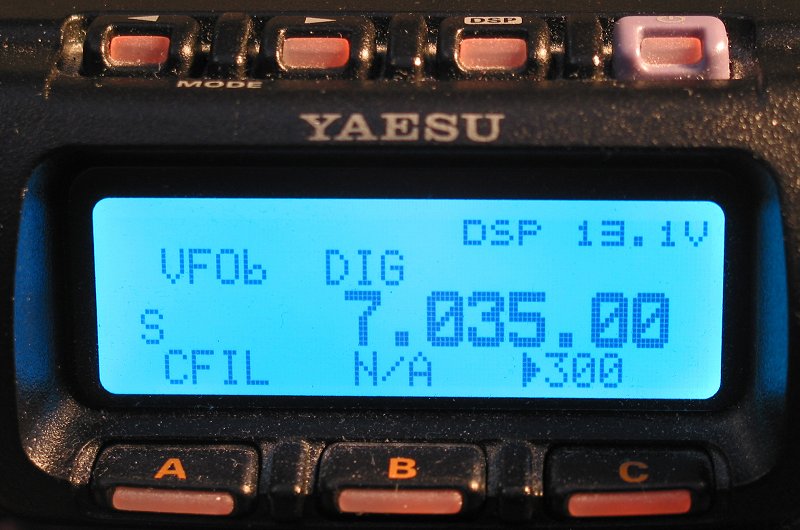 DSP
MODE
YAESU
DSP 13.1V
VFOb DIG
7.035.00
S
CFIL N/A ▶300
A B C